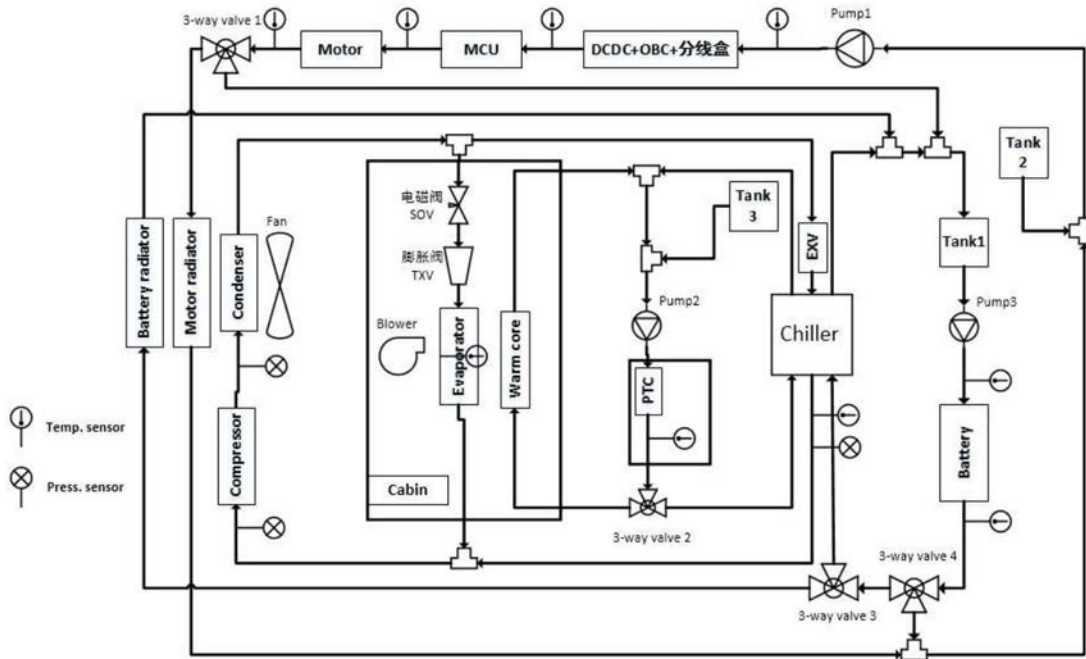 3-way valve 1
Pump1
Motor
MCU
DCDC+OBC+分线盒
Tank
2
电磁阀
SOV
Tank
3
Fan
EXV
Tank1
Battery radiator
Motor radiator
Condenser
膨胀阀
TXV
Pump2
Pump3
Blower
Evaporator
Warm core
Chiller
PTC
Temp. sensor
Compressor
Battery
Press. sensor
Cabin
3-way valve 2
3-way valve 4
3-way valve 3